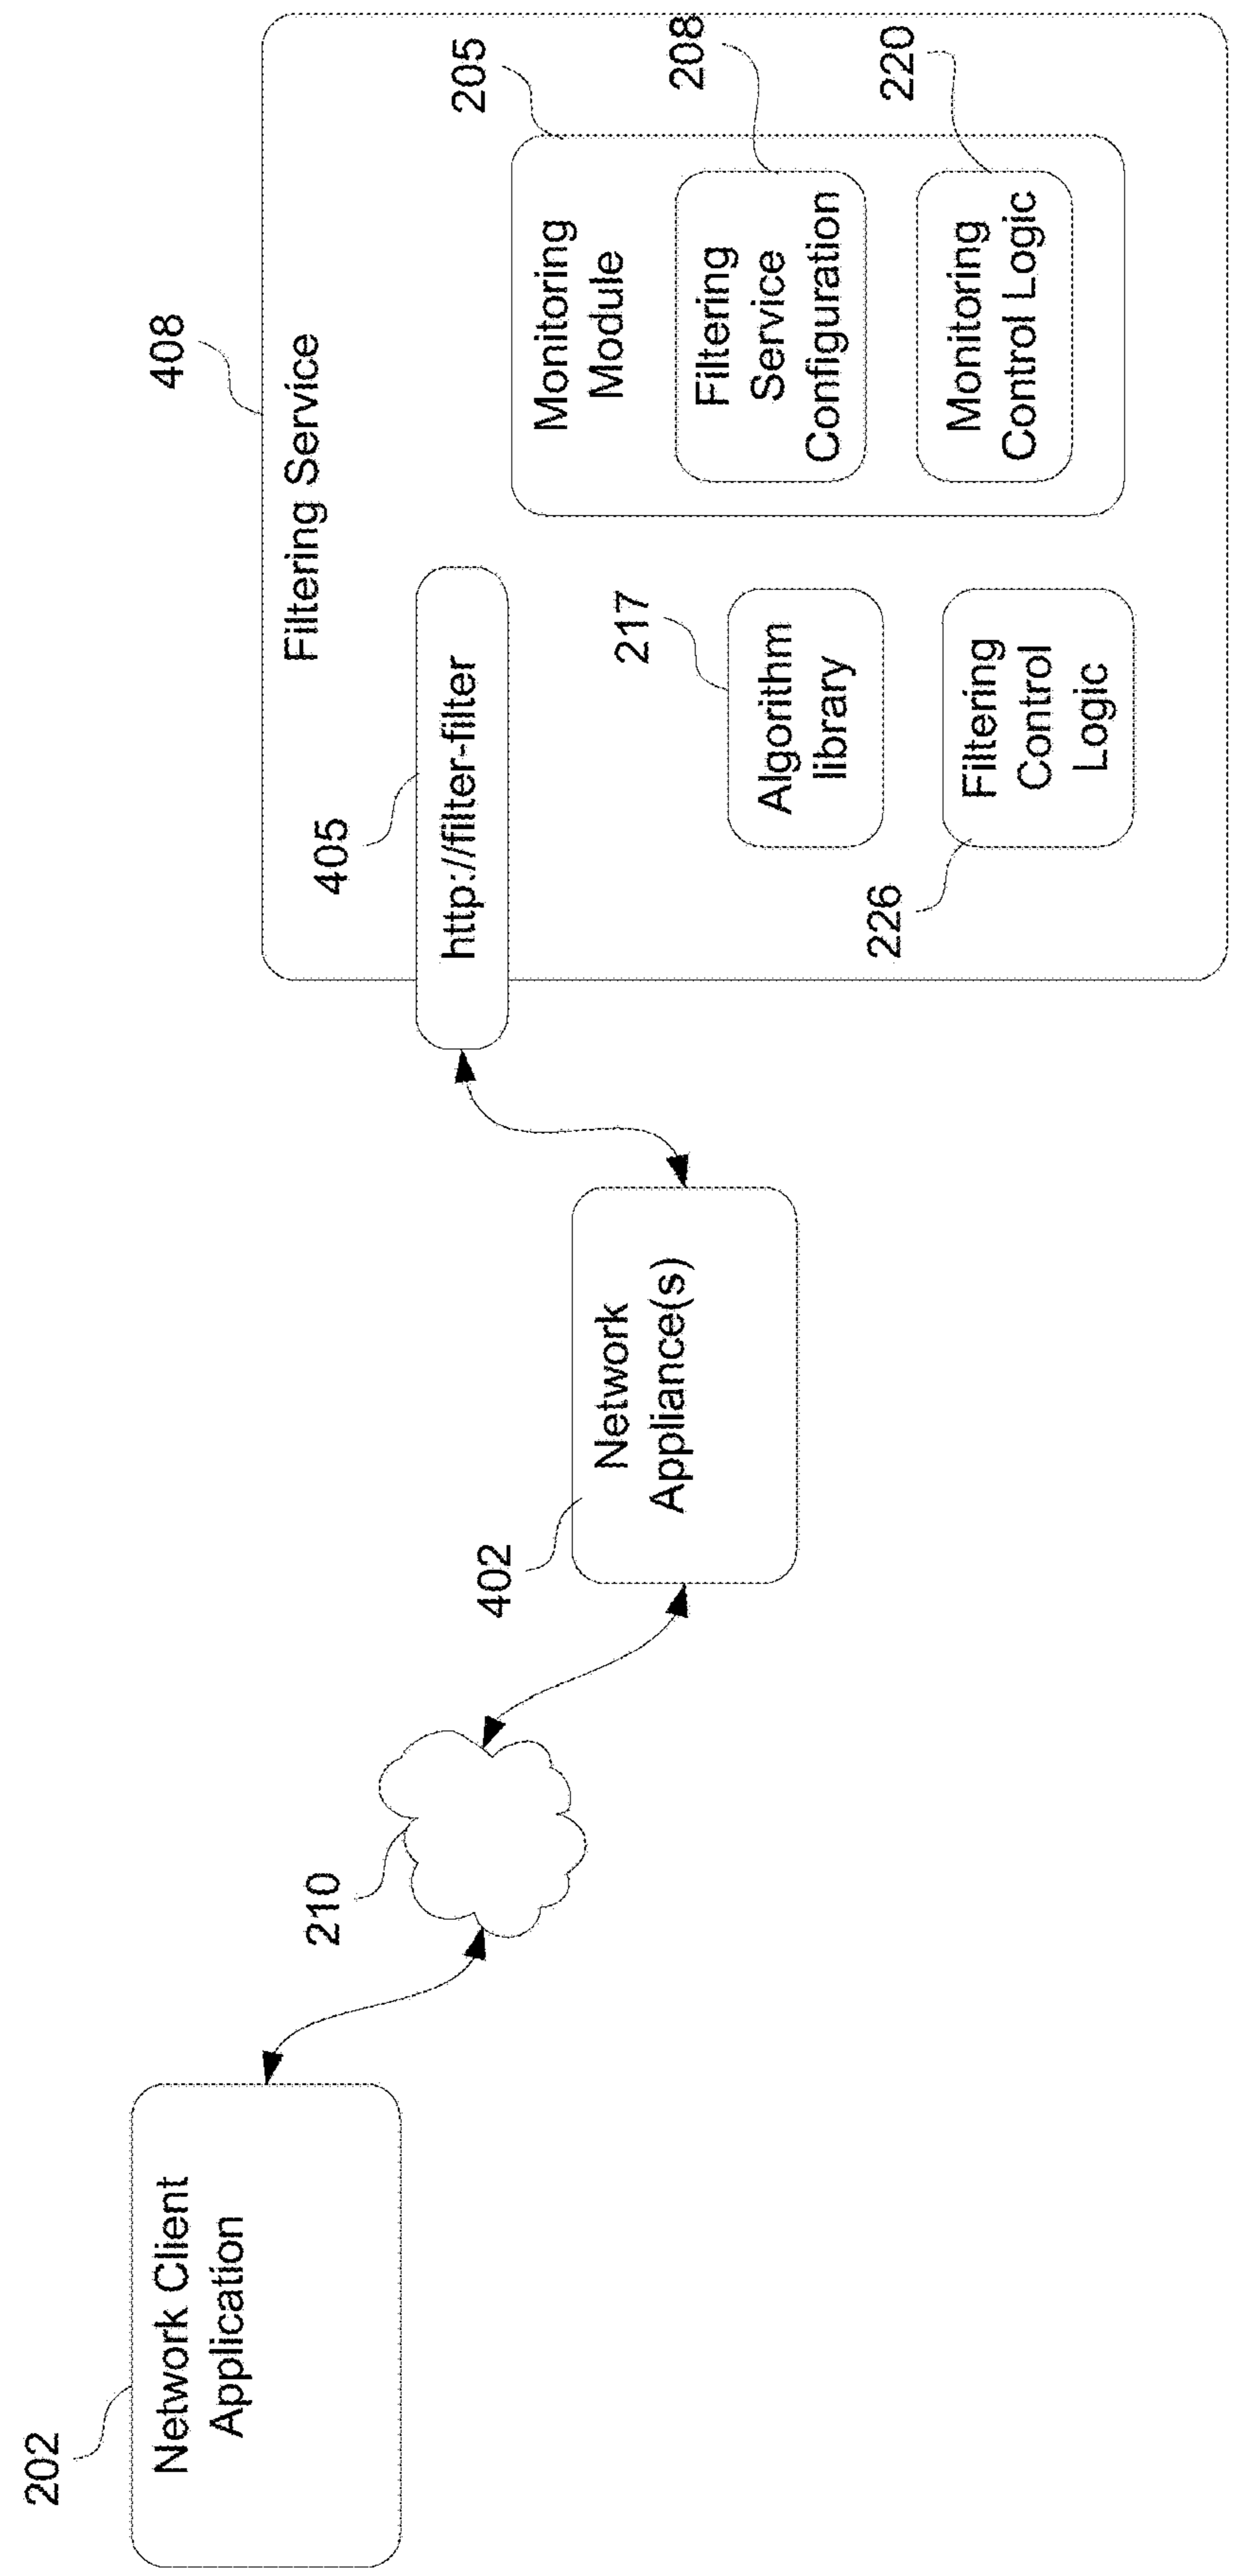 408
Filtering Service
405
http://filter-filter
205
Monitoring
Module
208
Filtering
Service
Configuration
220
Monitoring
Control Logic
217
Algorithm
library
226
Filtering
Control
Logic
402
Network
Appliance(s)
210
202
Network Client
Application